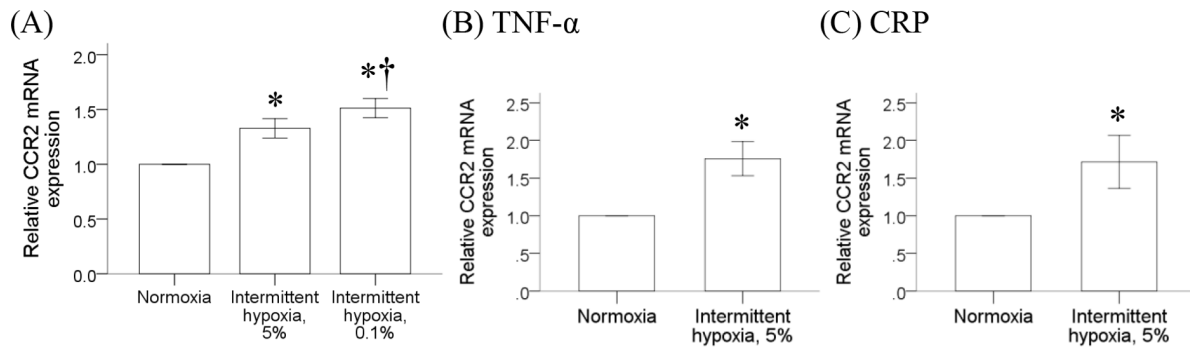 (A)
Relative CCR2 mRNA
expression
2.0
1.5
1.0
0.5
0.0
*
*†
Normoxia
Intermittent
hypoxia,
5%
Intermittent
hypoxia,
0.1%
(B) TNF-α
Relative CCR2 mRNA
expression
2.5
2.0
1.5
1.0
.5
.0
*
Normoxia
Intermittent
hypoxia, 5%
(C) CRP
Relative CCR2 mRNA
expression
2.5
2.0
1.5
1.0
.5
.0
*
Normoxia
Intermittent
hypoxia, 5%